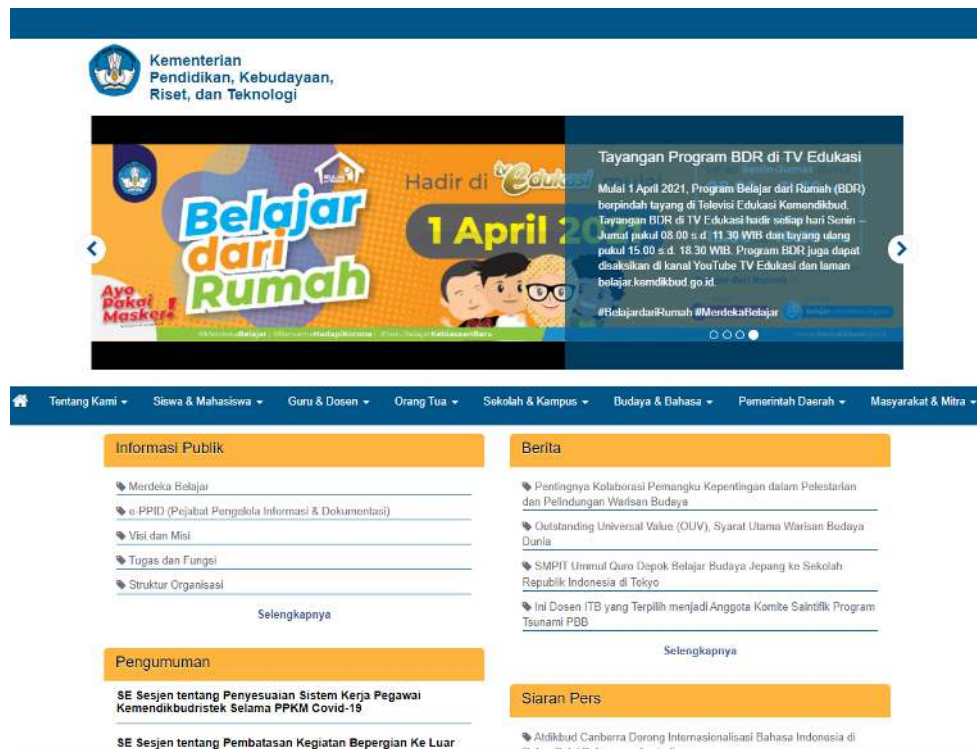 Kementerian
Pendidikan, Kebudayaan,
Riset, dan Teknologi
Belajar
dari
Rumah
Ayo
Pakai
Masker!
Hadir di tv Edukasi mulai
1 April
Tayangan Program BDR di TV Edukasi
Mulai 1 April 2021, Program Belajar dari Rumah (BDR)
berpindah tayang di Televisi Edukasi Kemendikbud.
Tayangan BDR di TV Edukasi hadir setiap hari Senin –
Jumat pukul 08.00 s.d. 11.30 WIB dan tayang ulang
pukul 15.00 s.d. 18.30 WIB. Program BDR juga dapat
disaksikan di kanal YouTube TV Edukasi dan laman
belajar.kemdikbud.go.id.
#BelajardariRumah #MerdekaBelajar
Tentang Kami Siswa & Mahasiswa Guru & Dosen Orang Tua Sekolah & Kampus Budaya & Bahasa Pemerintah Daerah Masyarakat & Mitra
Informasi Publik
Merdeka Belajar
e-PPID (Pejabat Pengelola Informasi & Dokumentasi)
Visi dan Misi
Tugas dan Fungsi
Struktur Organisasi
Selengkapnya
Pengumuman
SE Sesjen tentang Penyesuaian Sistem Kerja Pegawai
Kemendikbudristek Selama PPKM Covid-19
SE Sesjen tentang Pembatasan Kegiatan Bepergian Ke Luar
Berita
Pentingnya Kolaborasi Pemangku Kepentingan dalam Pelestarian
dan Pelindungan Warisan Budaya
Outstanding Universal Value (OUV), Syarat Utama Warisan Budaya
Dunia
SMPIT Ummul Quro Depok Belajar Budaya Jepang ke Sekolah
Republik Indonesia di Tokyo
Ini Dosen ITB yang Terpilih menjadi Anggota Komite Saintifik Program
Tsunami PBB
Selengkapnya
Siaran Pers
Atdikbud Canberra Dorong Internasionalisasi Bahasa Indonesia di